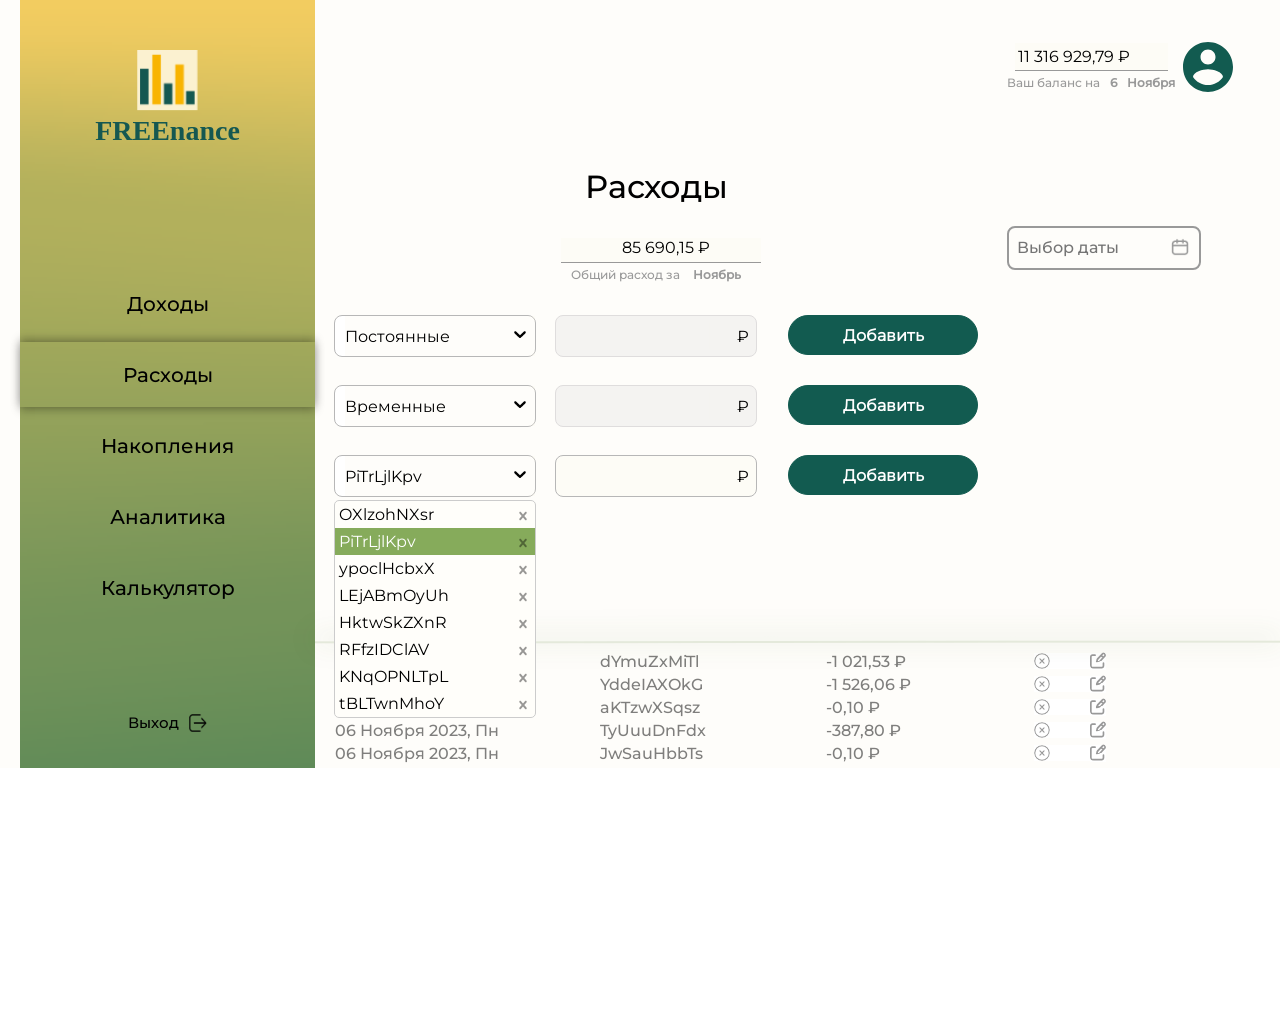 FREEnance
Доходы
Расходы
Накопления
Аналитика
Калькулятор
Выход
11 316 929,79 ₽
Ваш баланс на 6 Ноября
Расходы
85 690,15 ₽
Общий расход за Ноябрь
Выбор даты
Постоянные ₽ Добавить
Временные ₽ Добавить
PiTrLjlKpv ₽ Добавить
OXIzohNXsr x
PiTrLjlKpv x
ypoclHcbxX x
LEjABmOyUh x
HktwSkZXnR x
RFfzIDClAV x
KNqOPNLTpL x
tBLTwnMhoY x
dYmuZxMiTl -1 021,53 ₽
YddeIAXOkG -1 526,06 ₽
aKTzwXSqsz -0,10 ₽
06 Ноября 2023, Пн TyUuuDnFdx -387,80 ₽
06 Ноября 2023, Пн JwSauHbbTs -0,10 ₽